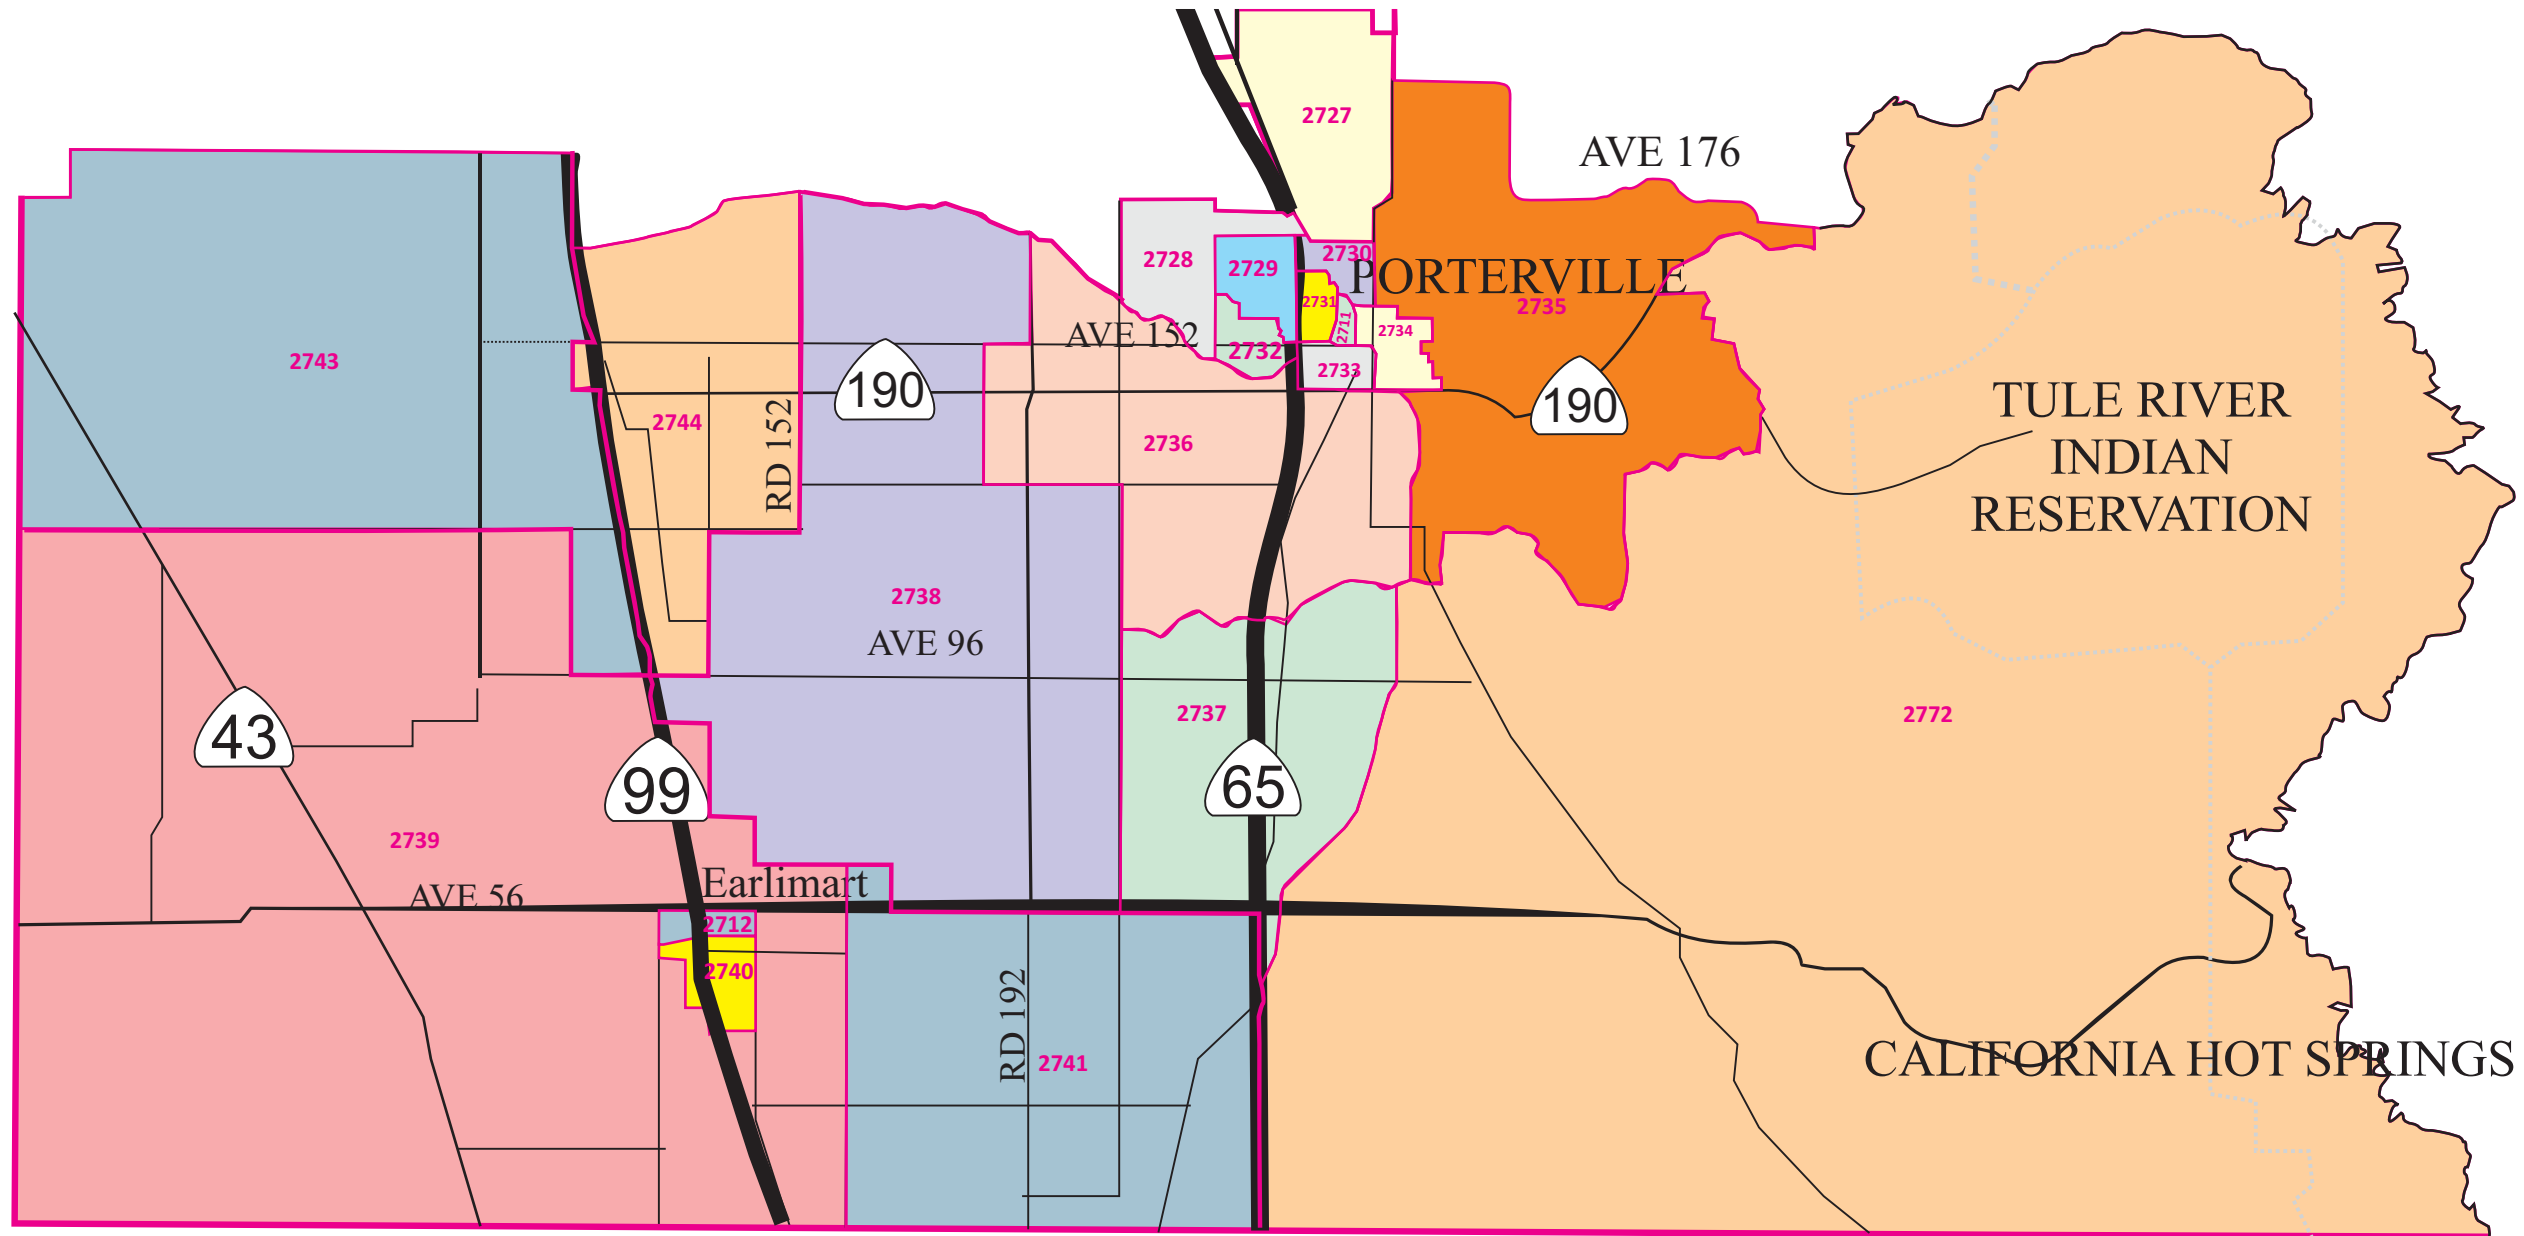 2727
AVE 176
2728
2729
2730
PORTERVILLE
2731
2735
2711
2734
AVE 152
2732
2733
2743
190
190
TULE RIVER
INDIAN
RESERVATION
2744
RD 152
2736
2738
AVE 96
2737
2772
43
99
65
2739
Earlimart
AVE 56
2712
2740
RD 192
2741
CALIFORNIA HOT SPRINGS